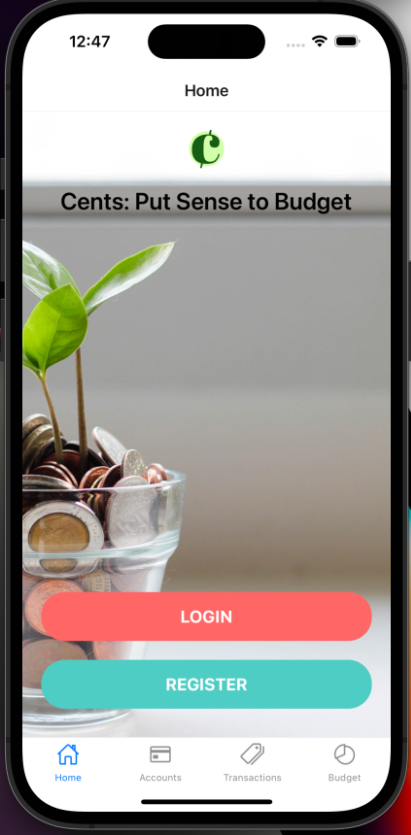 12:47
Home
Cents: Put Sense to Budget
LOGIN
REGISTER
Home Accounts Transactions Budget